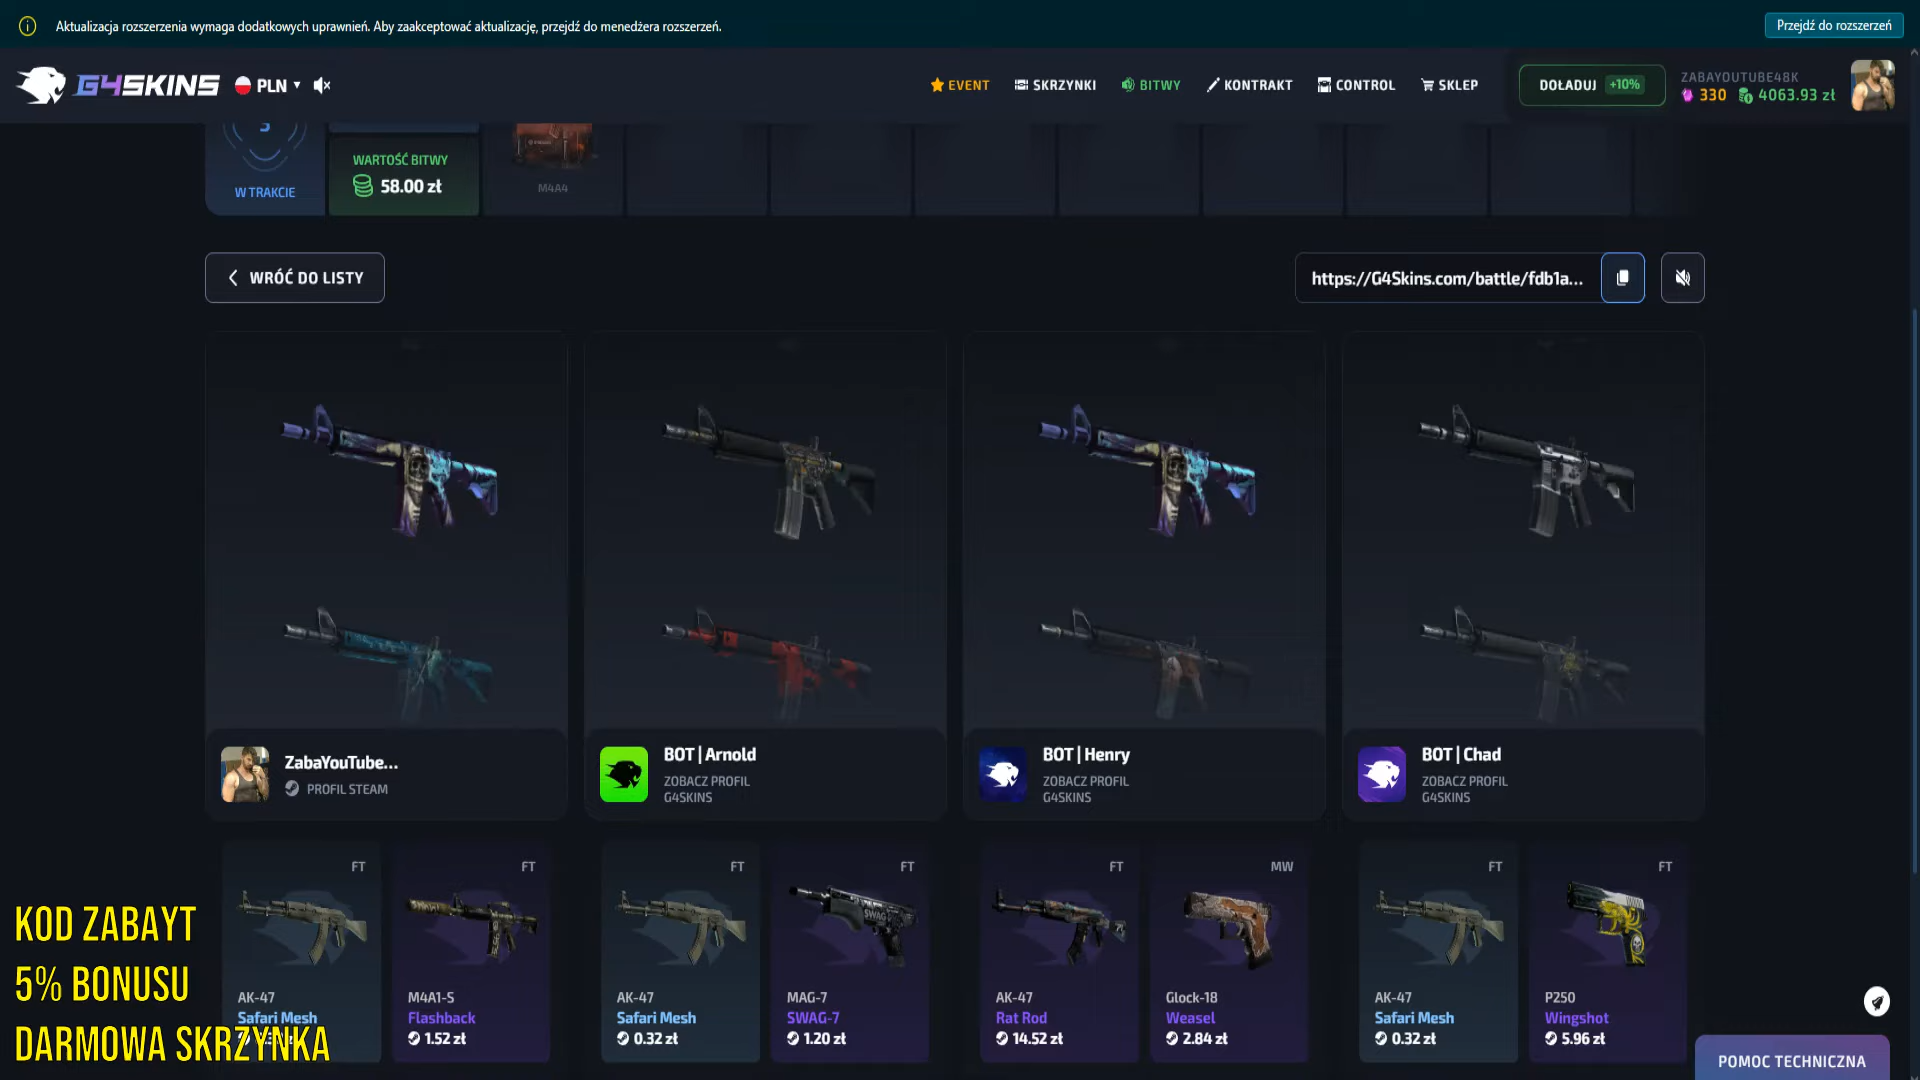 Aktualizacja rozszerzenia wymaga dodatkowych uprawnień. Aby zaakceptować aktualizację, przejdź do menedżera rozszerzeń.
Przejdź do rozszerzeń
G4SKINS
PLN
EVENT
SKRZYNKI
BITWY
KONTRAKT
CONTROL
SKLEP
DOŁADUJ +10%
ZABAYOUTUBE48K
330 4063.93 zł
W TRAKCIE
WARTOŚĆ BITWY
58.00 zł
M4A4
WRÓĆ DO LISTY
https://G4Skins.com/battle/fdb1a...
ZabaYouTube...
PROFIL STEAM
BOT | Arnold
ZOBACZ PROFIL
G4SKINS
BOT | Henry
ZOBACZ PROFIL
G4SKINS
BOT | Chad
ZOBACZ PROFIL
G4SKINS
FT
AK-47
Safari Mesh
FT
M4A1-S
Flashback
1.52 zł
FT
AK-47
Safari Mesh
0.32 zł
FT
MAG-7
SWAG-7
1.20 zł
FT
AK-47
Rat Rod
14.52 zł
MW
Glock-18
Weasel
2.84 zł
FT
AK-47
Safari Mesh
0.32 zł
FT
P250
Wingshot
5.96 zł
KOD ZABAYT
5% BONUSU
DARMOWA SKRZYNKA
POMOC TECHNICZNA